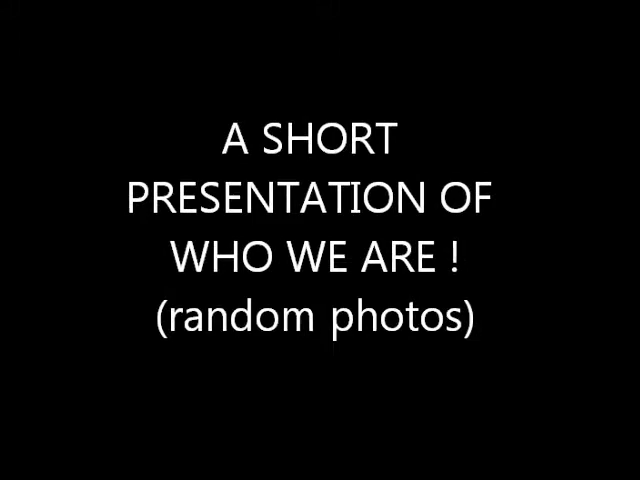 A SHORT
PRESENTATION OF
WHO WE ARE !
(random photos)